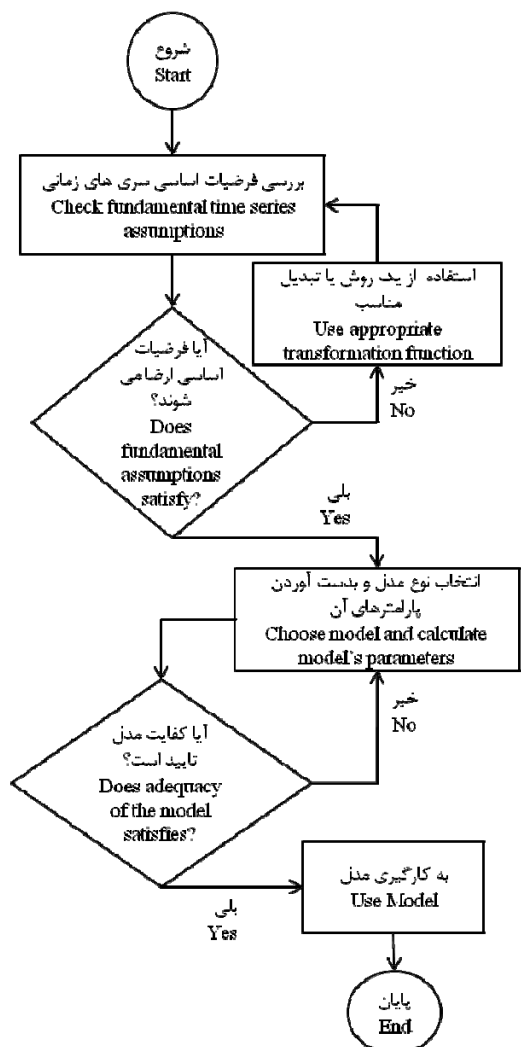 شروع
Start
بررسی فرضیات اساسی سری های زمانی
Check fundamental time series
assumptions
استفاده از یک روش یا تبدیل
مناسب
Use appropriate
transformation function
آیا فرضیات
اساسی ارضا می
شوند؟
Does
fundamental
assumptions
satisfy?
خیر
No
بلی
Yes
انتخاب نوع مدل و بدست آوردن
پارامترهای آن
Choose model and calculate
model's parameters
آیا کفایت مدل
تایید است؟
Does adequacy
of the model
satisfies?
خیر
No
بلی
Yes
به کارگیری مدل
Use Model
پایان
End